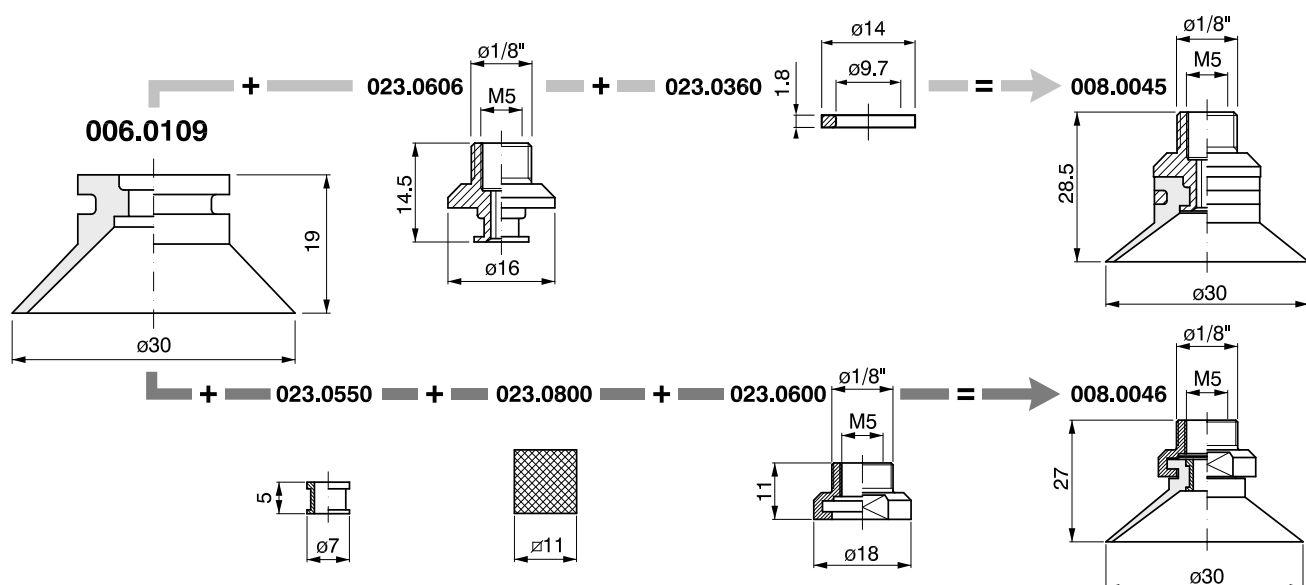 006.0109
19
ø30
+
023.0606
ø1/8"
M5
14.5
ø16
+
023.0360
ø14
ø9.7
1.8
=
008.0045
ø1/8"
M5
28.5
ø30
+
023.0550
5
ø7
+
023.0800
□11
+
023.0600
ø1/8"
M5
11
ø18
=
008.0046
ø1/8"
M5
27
ø30